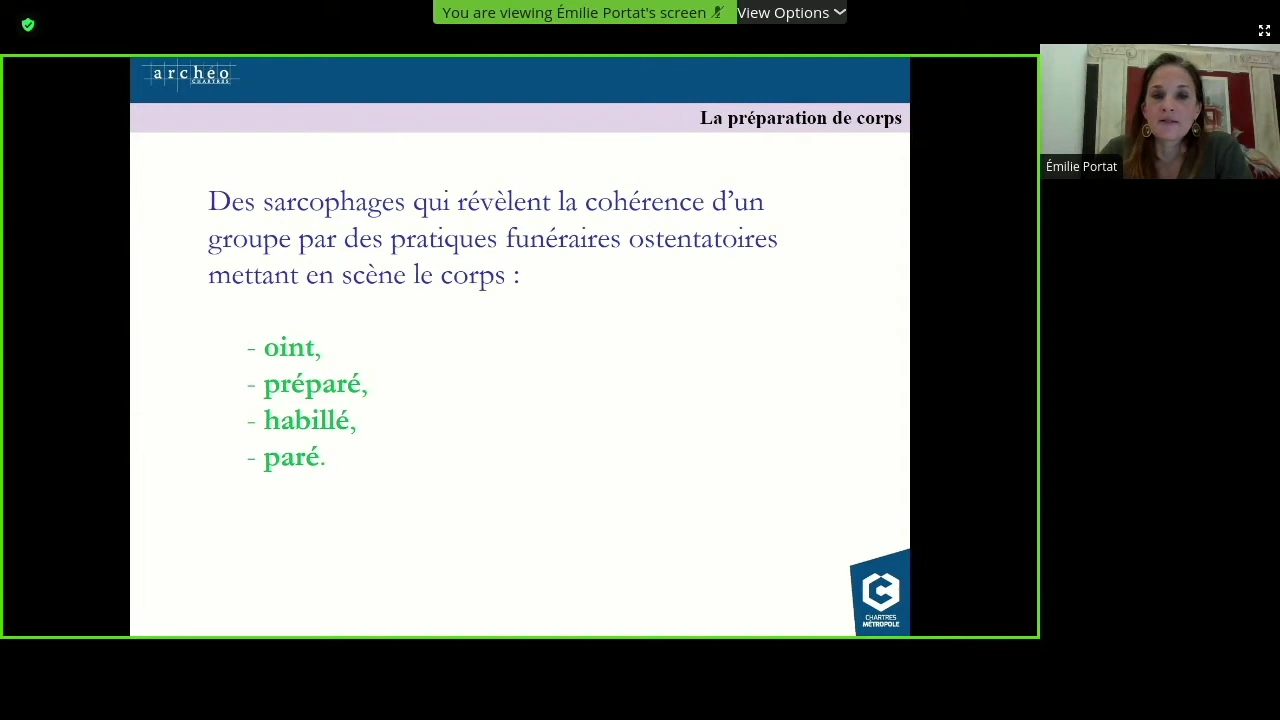 You are viewing Émilie Portat's screen
View Options
archéo
CHARTRES
La préparation de corps
Émilie Portat
Des sarcophages qui révèlent la cohérence d’un
groupe par des pratiques funéraires ostentatoires
mettant en scène le corps :
- oint,
- préparé,
- habillé,
- paré.
CHARTRES
MÉTROPOLE